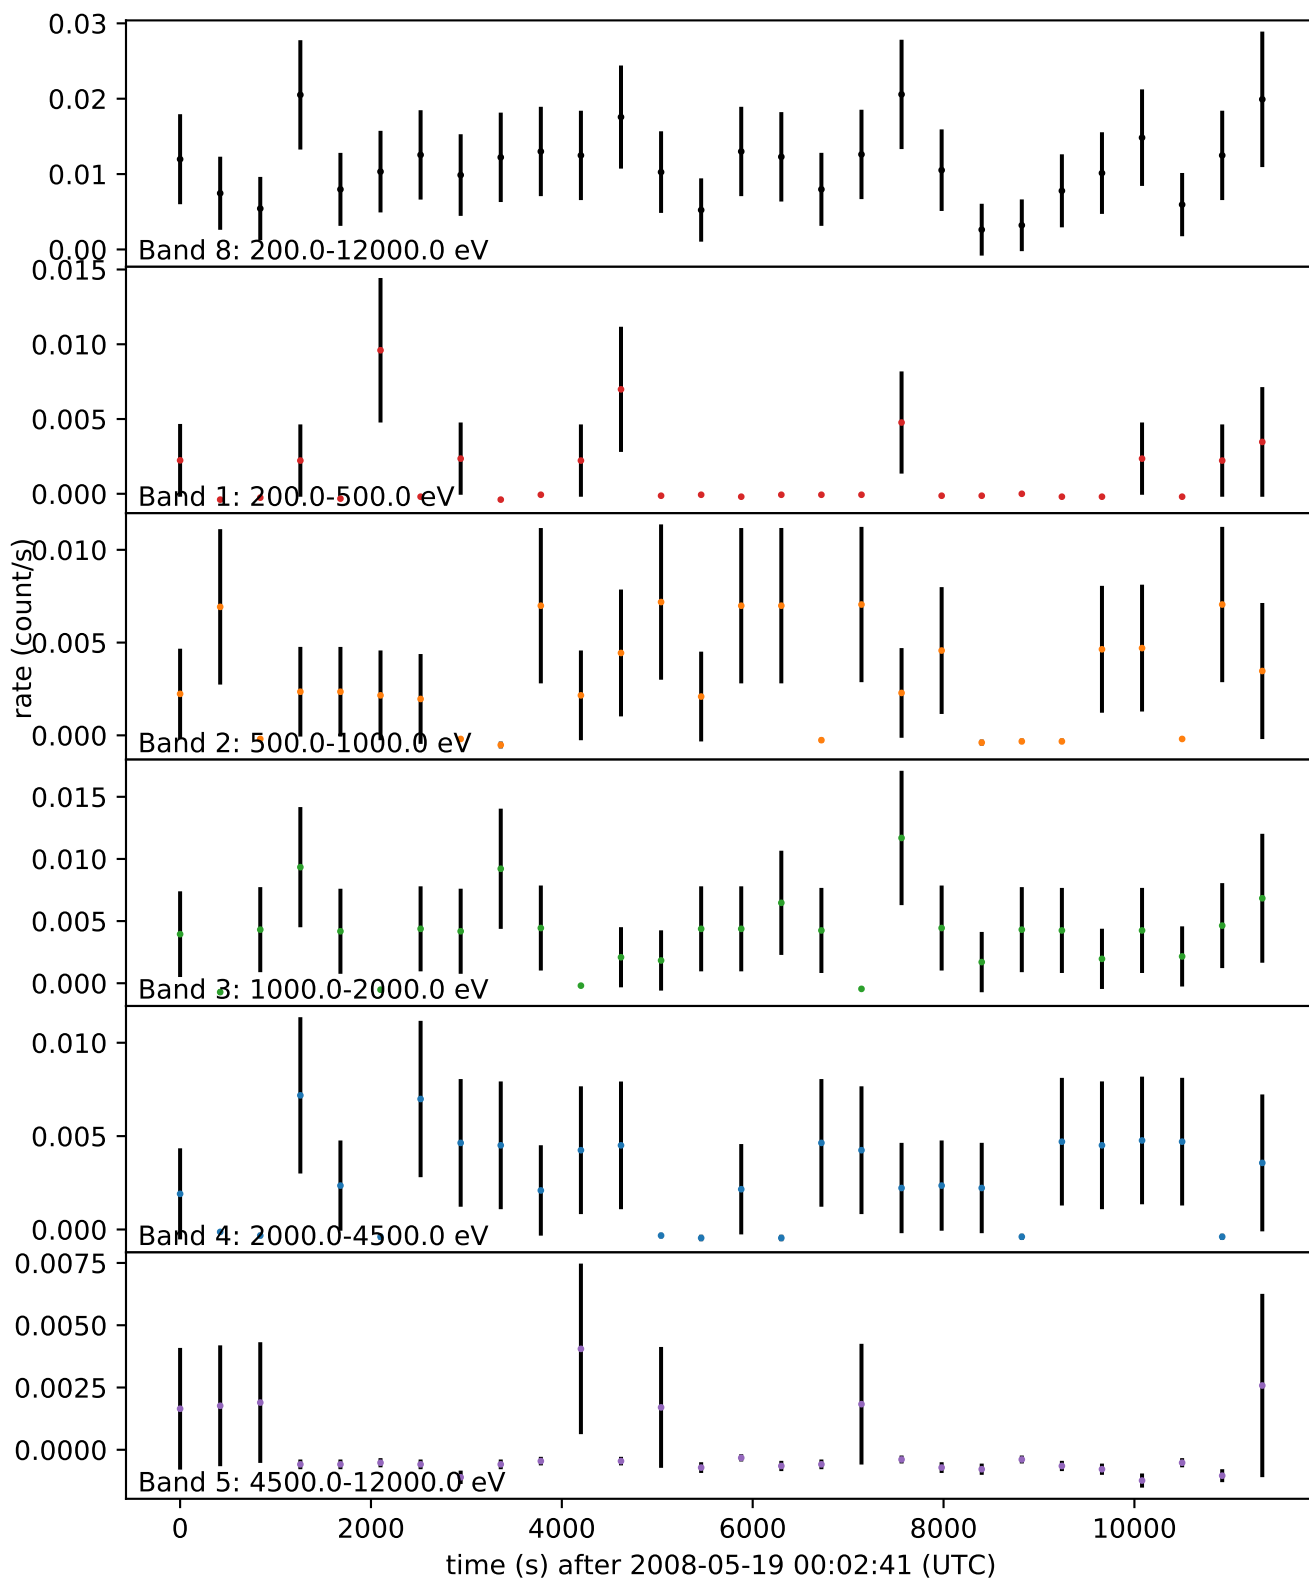 0.03
0.02
0.01
0.00
Band 8: 200.0-12000.0 eV
0.015
0.010
0.005
0.000
Band 1: 200.0-500.0 eV
rate (count/s)
0.010
0.005
0.000
Band 2: 500.0-1000.0 eV
0.015
0.010
0.005
0.000
Band 3: 1000.0-2000.0 eV
0.010
0.005
0.000
Band 4: 2000.0-4500.0 eV
0.0075
0.0050
0.0025
0.0000
Band 5: 4500.0-12000.0 eV
0 2000 4000 6000 8000 10000
time (s) after 2008-05-19 00:02:41 (UTC)